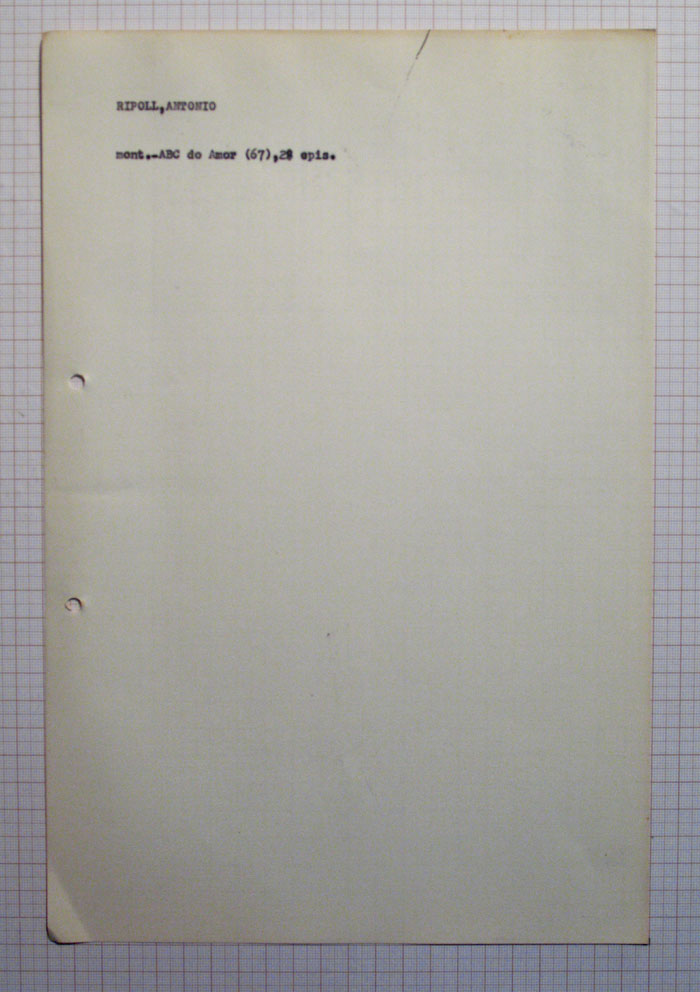 RIPOLL,ANTONIO
mont.-ABC do Amor (67),2º epis.